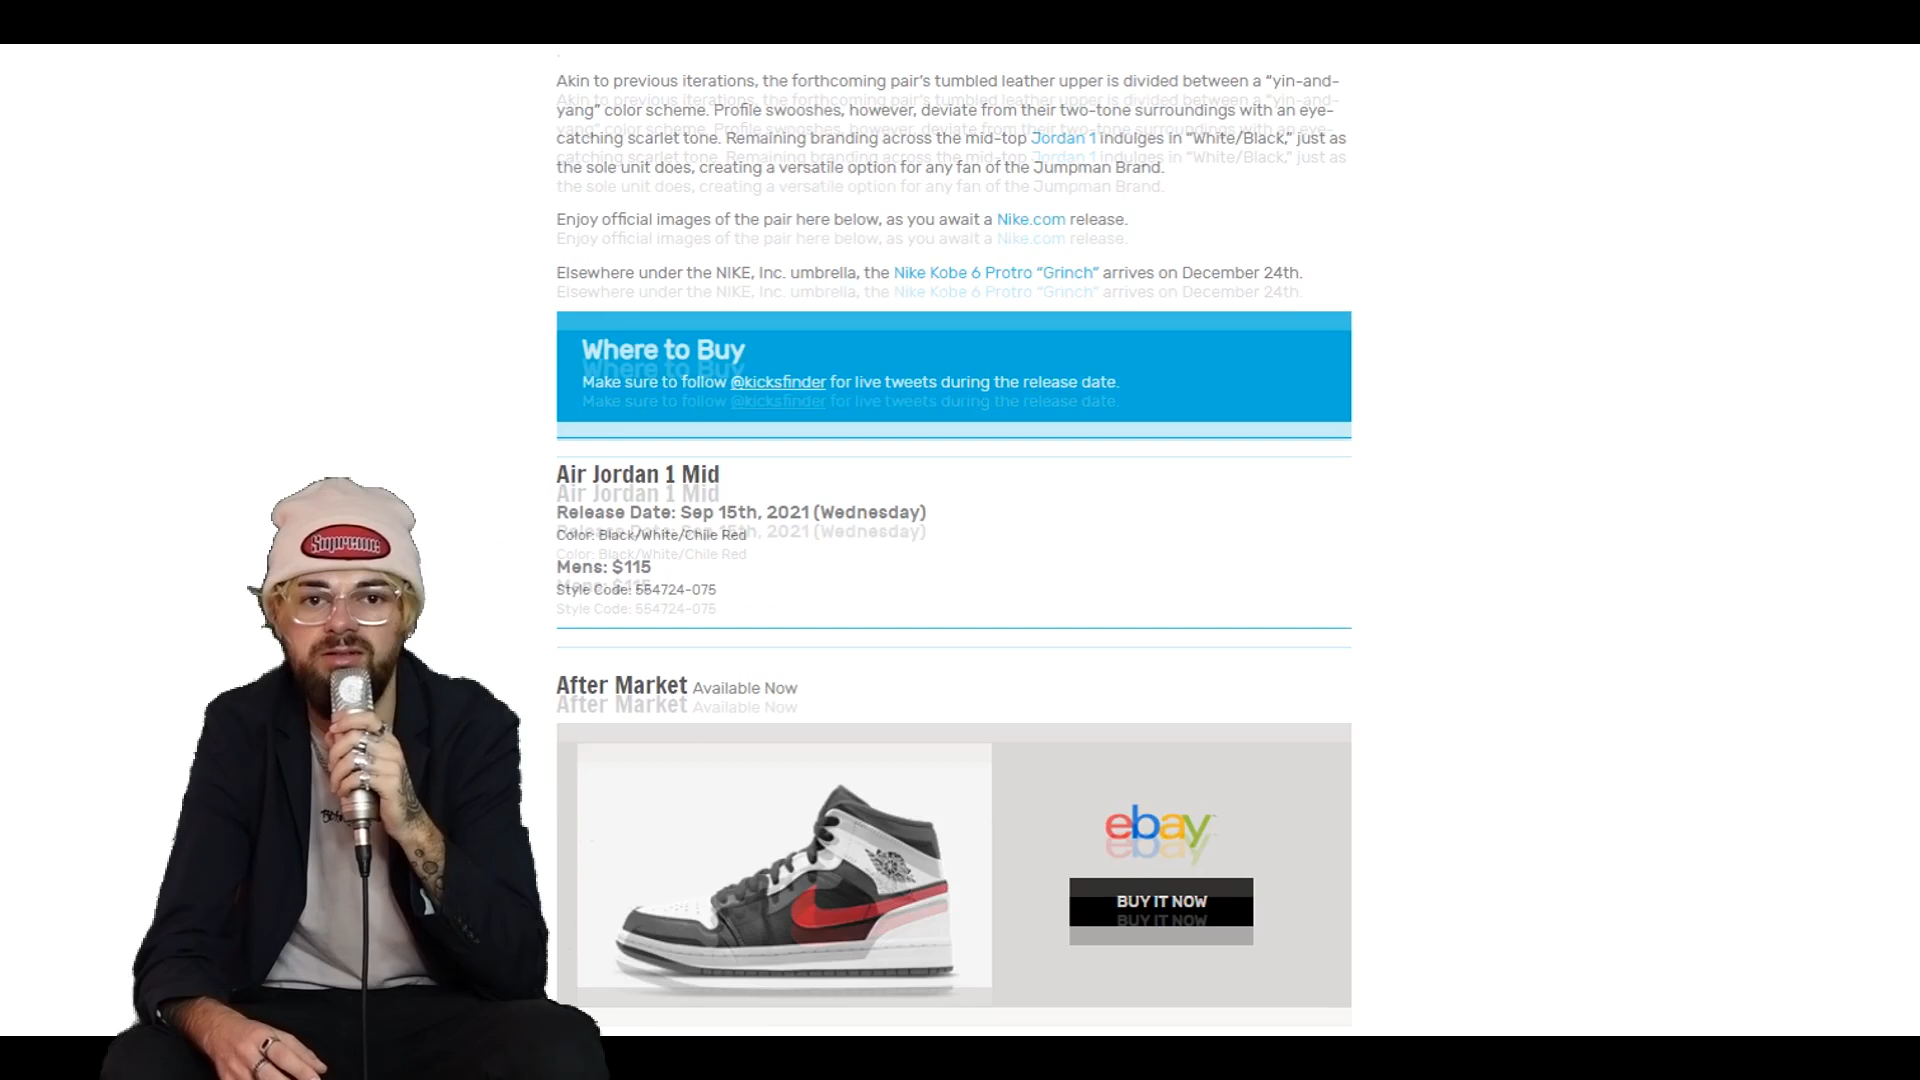 Akin to previous iterations, the forthcoming pair's tumbled leather upper is divided between a “yin-and-
yang” color scheme. Profile swooshes, however, deviate from their two-tone surroundings with an eye-
catching scarlet tone. Remaining branding across the mid-top Jordan 1 indulges in “White/Black,” just as
the sole unit does, creating a versatile option for any fan of the Jumpman Brand.
Enjoy official images of the pair here below, as you await a Nike.com release.
Elsewhere under the NIKE, Inc. umbrella, the Nike Kobe 6 Protro “Grinch” arrives on December 24th.
Where to Buy
Make sure to follow @kicksfinder for live tweets during the release date.
Air Jordan 1 Mid
Release Date: Sep 15th, 2021 (Wednesday)
Color: Black/White/Chile Red
Mens: $115
Style Code: 554724-075
After Market Available Now
ebay
BUY IT NOW
Supreme